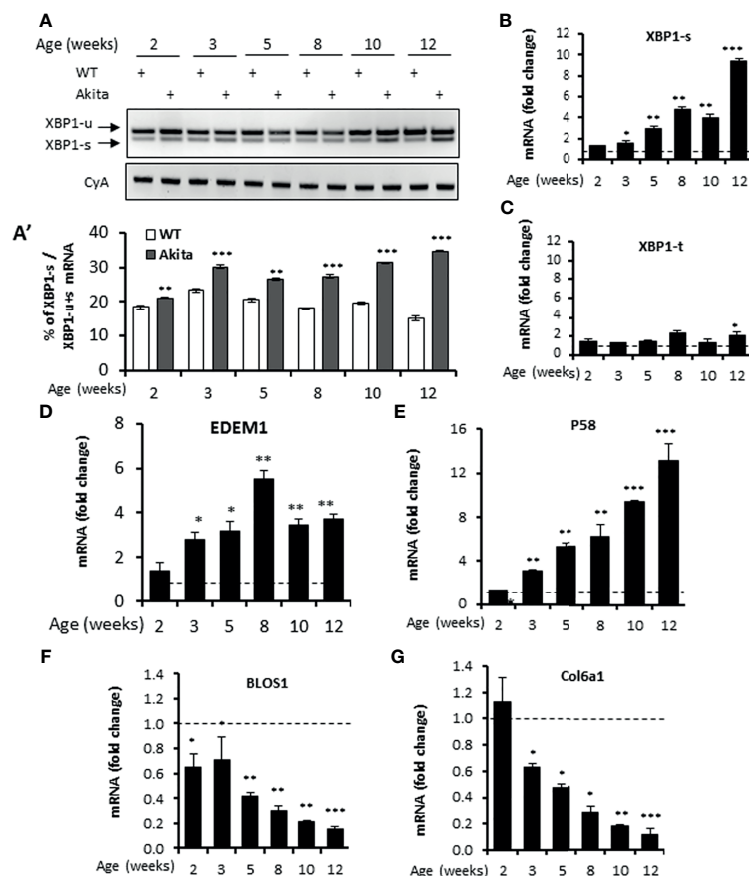 A
Age (weeks) 2 3 5 8 10 12
WT + + + + + +
Akita + + + + + +
XBP1-u
XBP1-s
CyA
B
XBP1-s
mRNA (fold change)
12
10
8
6
4
2
0
* ** ** ** ***
2 3 5 8 10 12
Age (weeks)
C
XBP1-t
mRNA (fold change)
12
10
8
6
4
2
0
*
2 3 5 8 10 12
Age (weeks)
A'
WT
Akita
% of XBP1-s /
XBP1-u+s mRNA
40
30
20
10
0
** *** ** *** *** ***
Age (weeks) 2 3 5 8 10 12
D
EDEM1
mRNA (fold change)
8
6
4
2
0
* * ** ** **
Age (weeks) 2 3 5 8 10 12
E
P58
mRNA (fold change)
16
12
8
4
0
** ** ** *** ***
*
Age (weeks) 2 3 5 8 10 12
F
BLOS1
mRNA (fold change)
1.4
1.2
1.0
0.8
0.6
0.4
0.2
0.0
* * ** ** ** ***
Age (weeks) 2 3 5 8 10 12
G
Col6a1
mRNA (fold change)
1.4
1.2
1.0
0.8
0.6
0.4
0.2
0.0
* * * ** ***
Age (weeks) 2 3 5 8 10 12